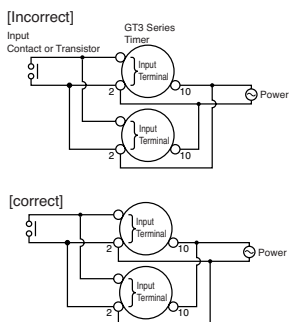 [Incorrect]
Input
Contact or Transistor
GT3 Series
Timer
Input
Terminal
2
10
Power
Input
Terminal
2
10
[correct]
Input
Terminal
2
10
Power
Input
Terminal
2
10